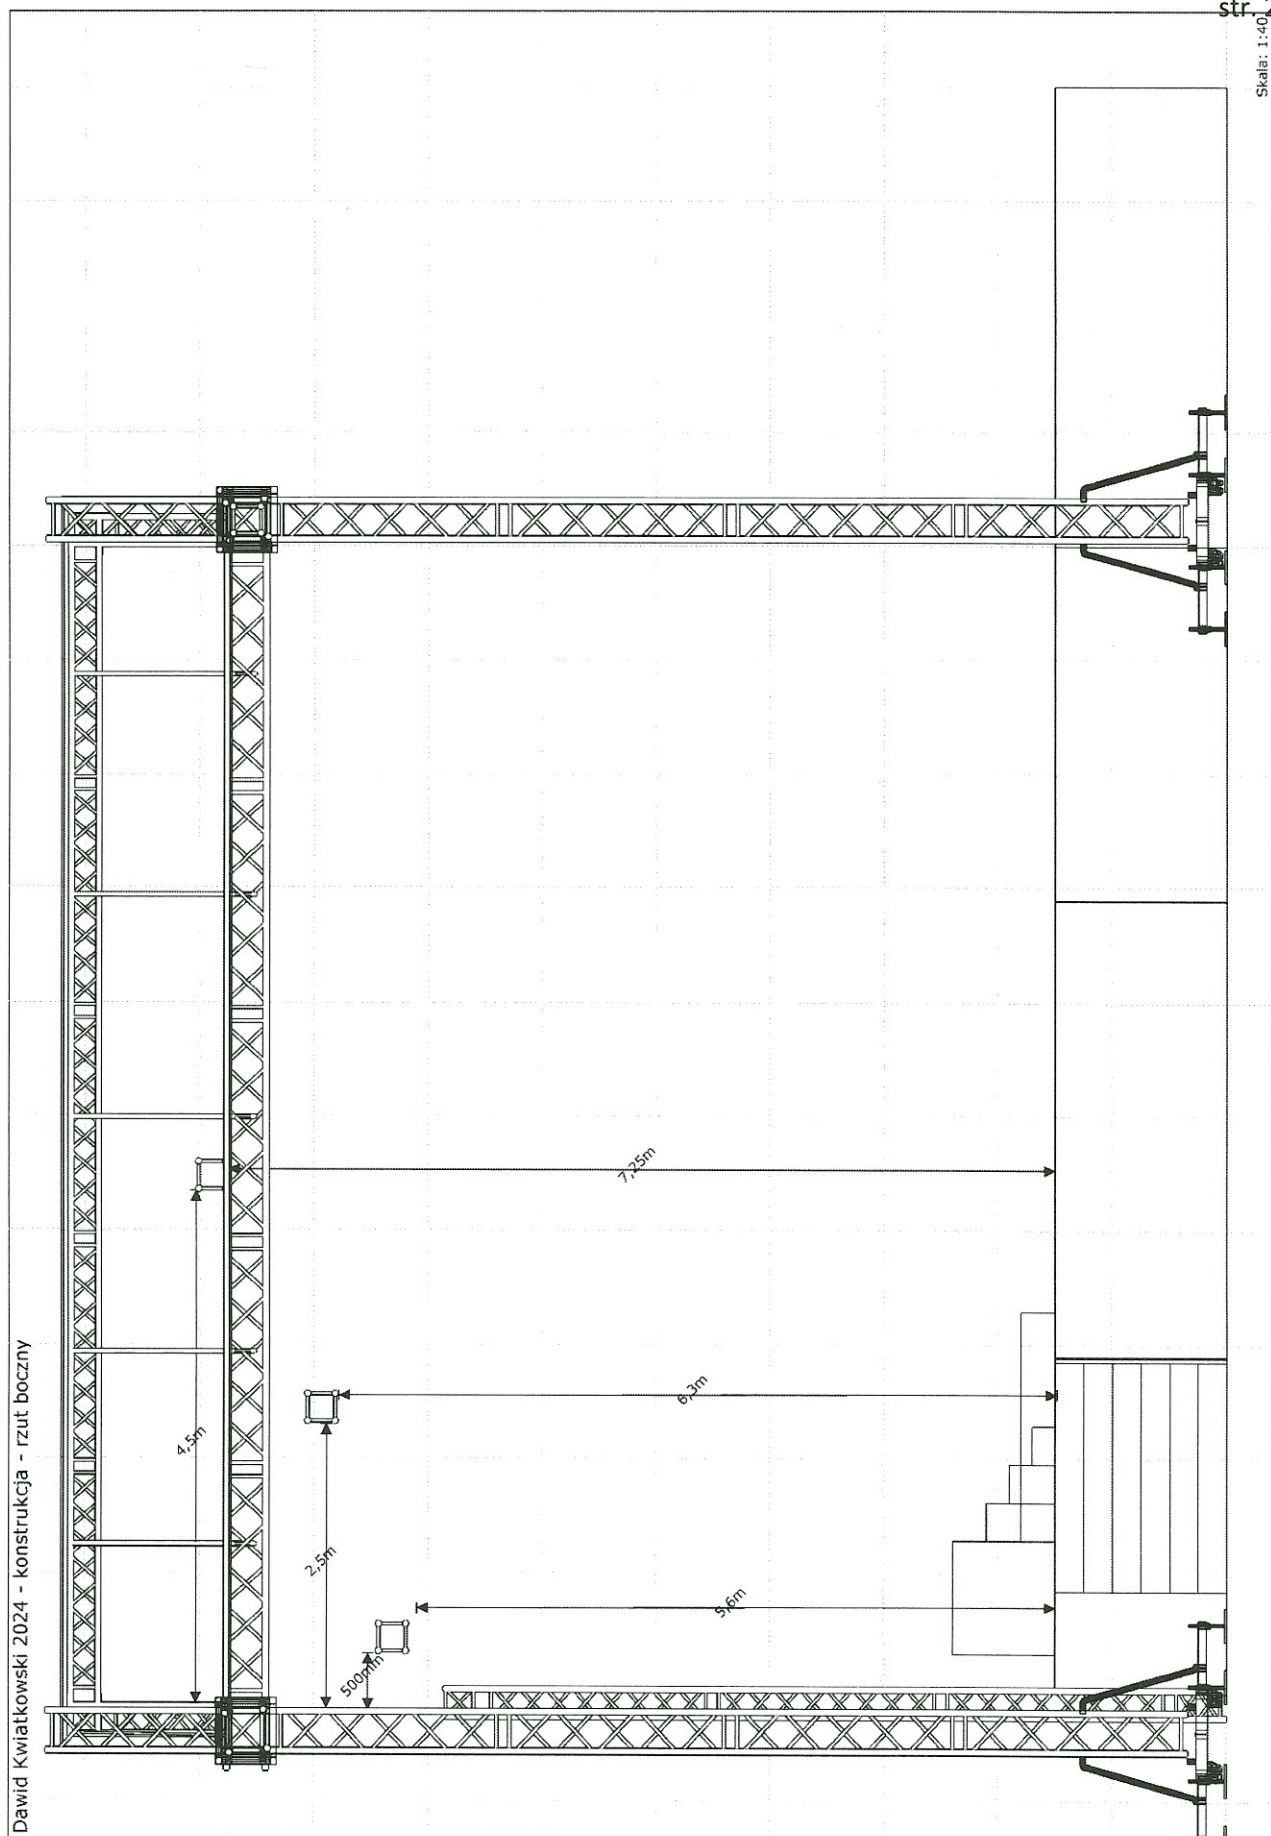 str.
Skala: 1:40
Dawid Kwiatkowski 2024 - konstrukcja - rzut boczny
7,25m
4,5m
6,3m
2,5m
5,6m
500mm